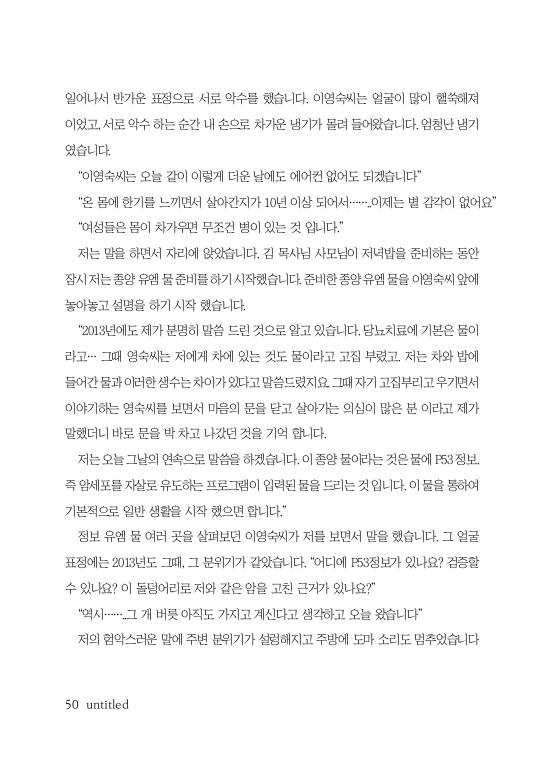 일어나서 반가운 표정으로 서로 악수를 했습니다. 이영숙씨는 얼굴이 많이 핼쑥해져
이었고, 서로 악수 하는 순간 내 손으로 차가운 냉기가 몰려 들어왔습니다. 엄청난 냉기
였습니다.
“이영숙씨는 오늘 같이 이렇게 더운 날에도 에어컨 없어도 되겠습니다”
“온 몸에 한기를 느끼면서 살아간지가 10년 이상 되어서……..이제는 별 감각이 없어요”
“여성들은 몸이 차가우면 무조건 병이 있는 것 입니다.”
저는 말을 하면서 자리에 앉았습니다. 김 목사님 사모님이 저녁밥을 준비하는 동안
잠시 저는 종양 유엠 물 준비를 하기 시작했습니다. 준비한 종양 유엠 물을 이영숙씨 앞에
놓아놓고 설명을 하기 시작 했습니다.
“2013년에도 제가 분명히 말씀 드린 것으로 알고 있습니다. 당뇨치료에 기본은 물이
라고… 그때 영숙씨는 저에게 차에 있는 것도 물이라고 고집 부렸고. 저는 차와 밥에
들어간 물과 이러한 생수는 차이가 있다고 말씀드렸지요. 그때 자기 고집부리고 우기면서
이야기하는 영숙씨를 보면서 마음의 문을 닫고 살아가는 의심이 많은 분 이라고 제가
말했더니 바로 문을 박 차고 나갔던 것을 기억 합니다.
저는 오늘 그날의 연속으로 말씀을 하겠습니다. 이 종양 물이라는 것은 물에 P53 정보.
즉 암세포를 자살로 유도하는 프로그램이 입력된 물을 드리는 것 입니다. 이 물을 통하여
기본적으로 일반 생활을 시작 했으면 합니다.”
정보 유엠 물 여러 곳을 살펴보던 이영숙씨가 저를 보면서 말을 했습니다. 그 얼굴
표정에는 2013년도 그때, 그 분위기가 같았습니다. “어디에 P53정보가 있나요? 검증할
수 있나요? 이 돌덩어리로 저와 같은 암을 고친 근거가 있나요?”
“역시……..그 개 버릇 아직도 가지고 계신다고 생각하고 오늘 왔습니다”
저의 험악스러운 말에 주변 분위기가 설렁해지고 주방에 도마 소리도 멈추었습니다
50 untitled